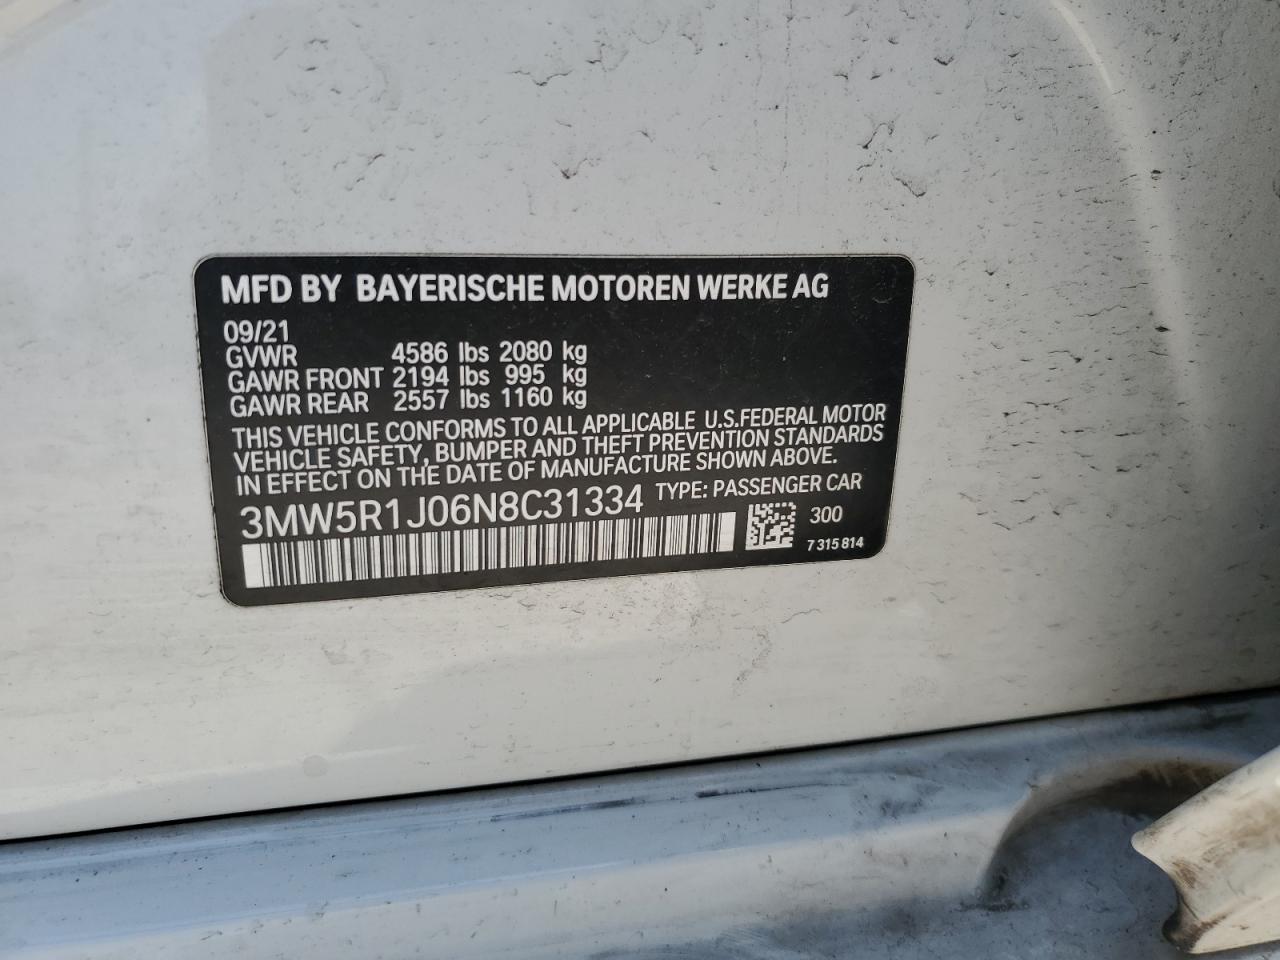 MFD BY BAYERISCHE MOTOREN WERKE AG
09/21
GVWR 4586 lbs 2080 kg
GAWR FRONT 2194 lbs 995 kg
GAWR REAR 2557 lbs 1160 kg
THIS VEHICLE CONFORMS TO ALL APPLICABLE U.S.FEDERAL MOTOR
VEHICLE SAFETY, BUMPER AND THEFT PREVENTION STANDARDS
IN EFFECT ON THE DATE OF MANUFACTURE SHOWN ABOVE.
3MW5R1J06N8C31334 TYPE: PASSENGER CAR
300
7 315 814